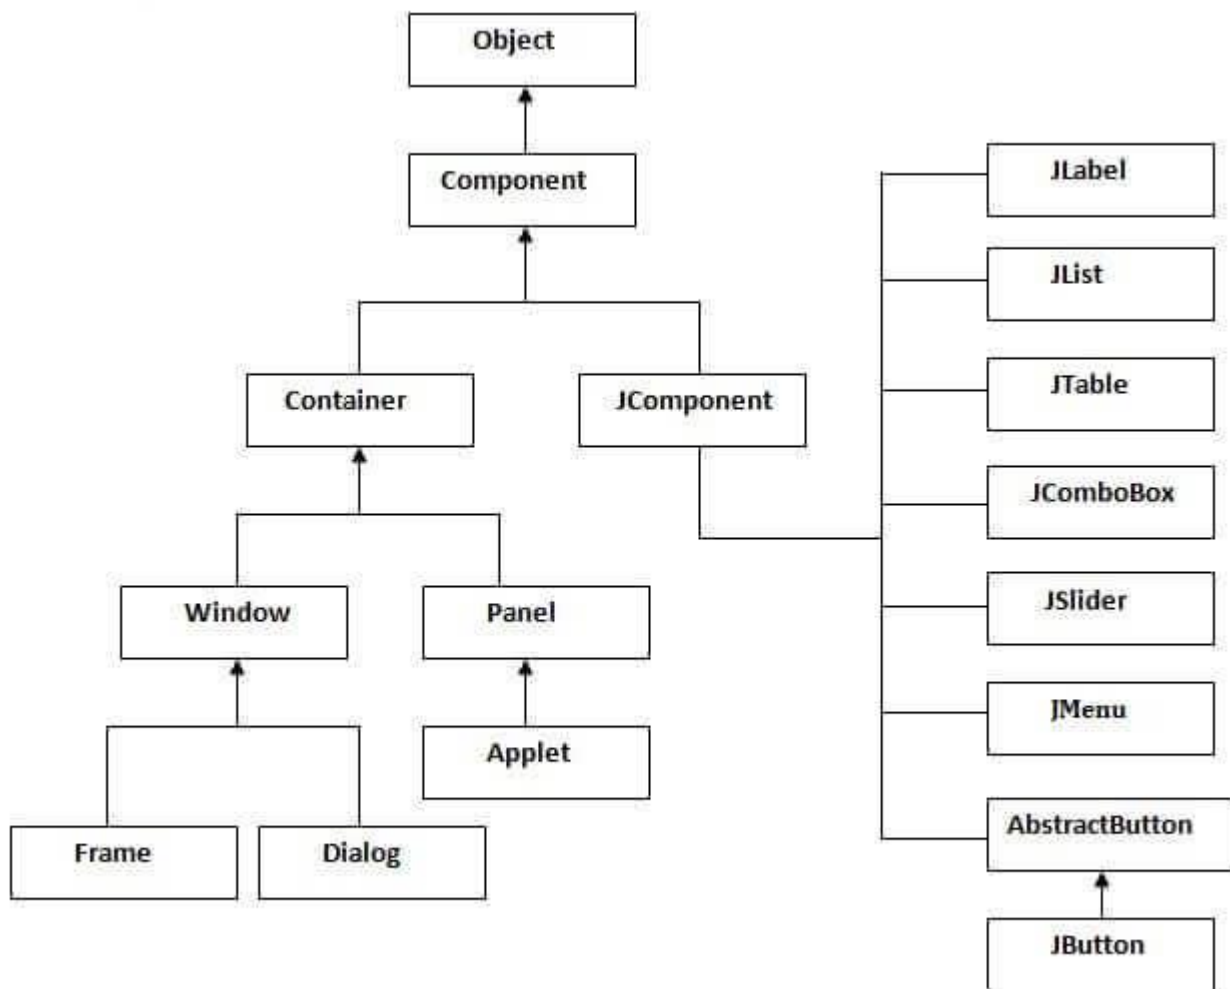 Object
Component
Container
JComponent
Window
Panel
Applet
Frame
Dialog
JLabel
JList
JTable
JComboBox
JSlider
JMenu
AbstractButton
JButton